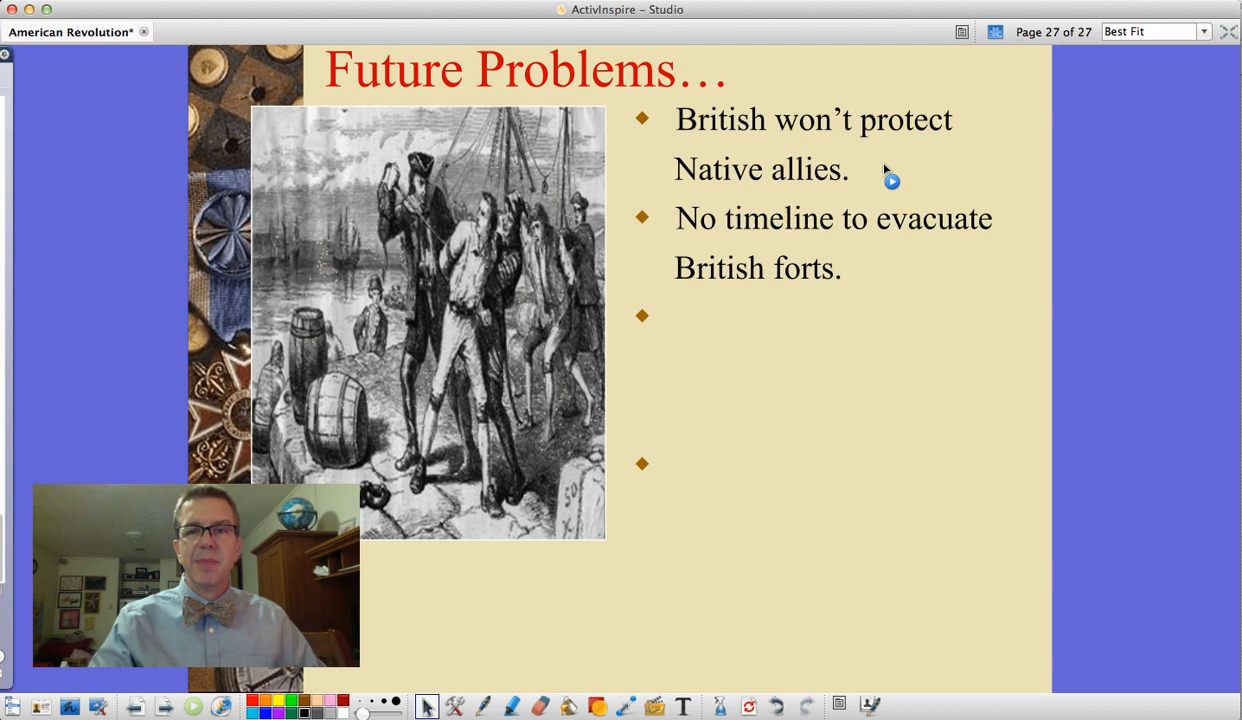 ActivInspire – Studio
American Revolution*
Page 27 of 27
Best Fit
Future Problems…
British won’t protect
Native allies.
No timeline to evacuate
British forts.
T